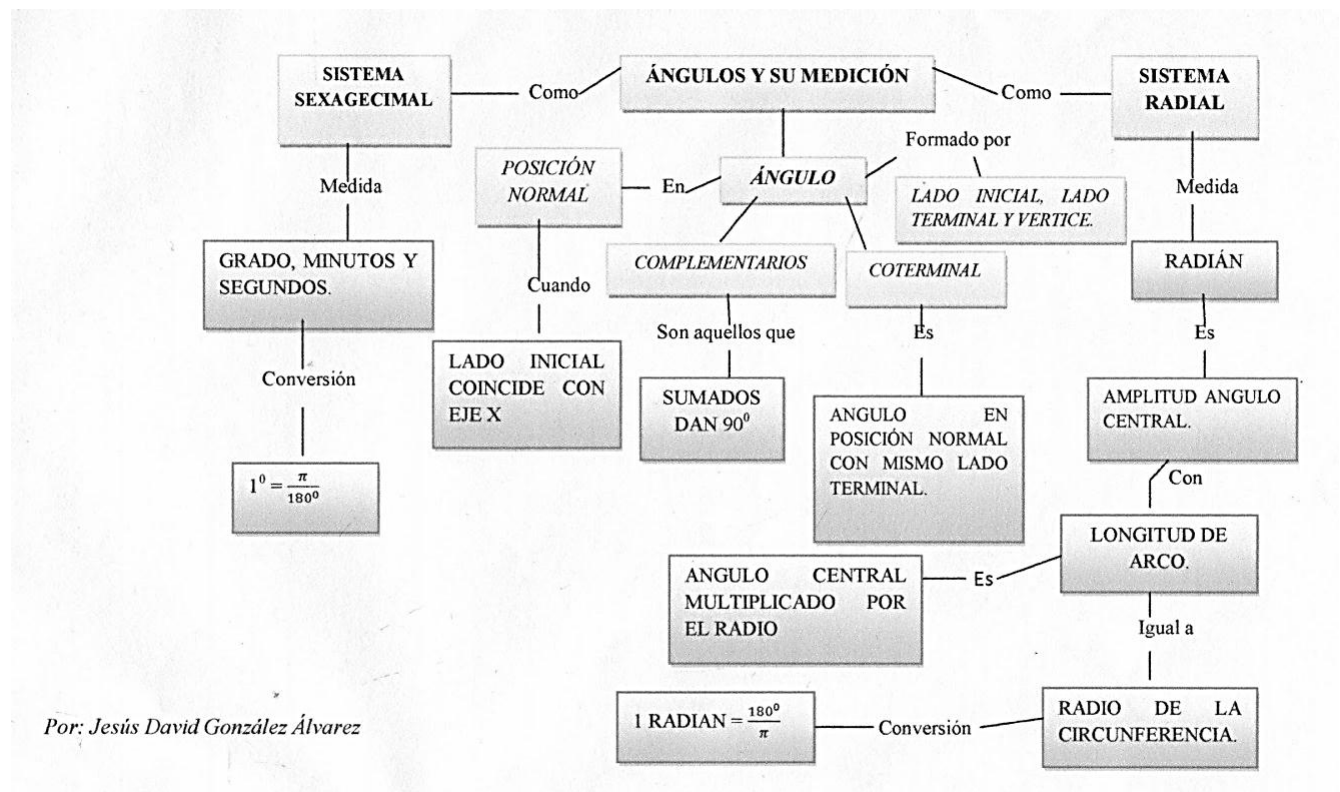 SISTEMA
SEXAGECIMAL
Como
ÁNGULOS Y SU MEDICIÓN
Como
SISTEMA
RADIAL
Medida
GRADO, MINUTOS Y
SEGUNDOS.
Conversión
1⁰ = π/180⁰
POSICIÓN
NORMAL
En
ÁNGULO
Formado por
LADO INICIAL, LADO
TERMINAL Y VERTICE.
Cuando
LADO INICIAL
COINCIDE CON
EJE X
COMPLEMENTARIOS
Son aquellos que
SUMADOS
DAN 90⁰
COTERMINAL
Es
ANGULO EN
POSICIÓN NORMAL
CON MISMO LADO
TERMINAL.
Medida
RADIÁN
Es
AMPLITUD ANGULO
CENTRAL.
Con
LONGITUD DE
ARCO.
Es
ANGULO CENTRAL
MULTIPLICADO POR
EL RADIO
Igual a
RADIO DE LA
CIRCUNFERENCIA.
Conversión
1 RADIAN = 180⁰/π
Por: Jesús David González Álvarez